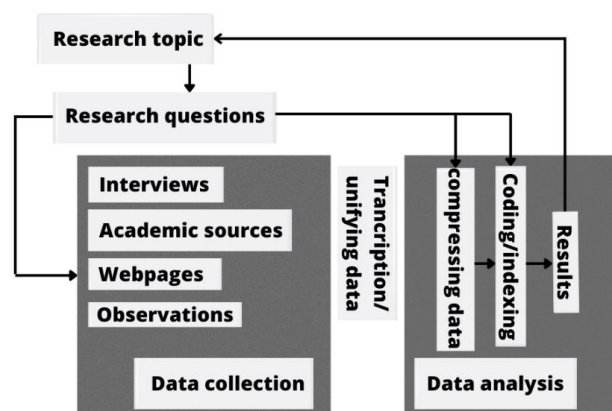 Research topic
Research questions
Interviews
Academic sources
Webpages
Observations
Data collection
Trancription/
unifying data
compressing data
Coding/indexing
Results
Data analysis